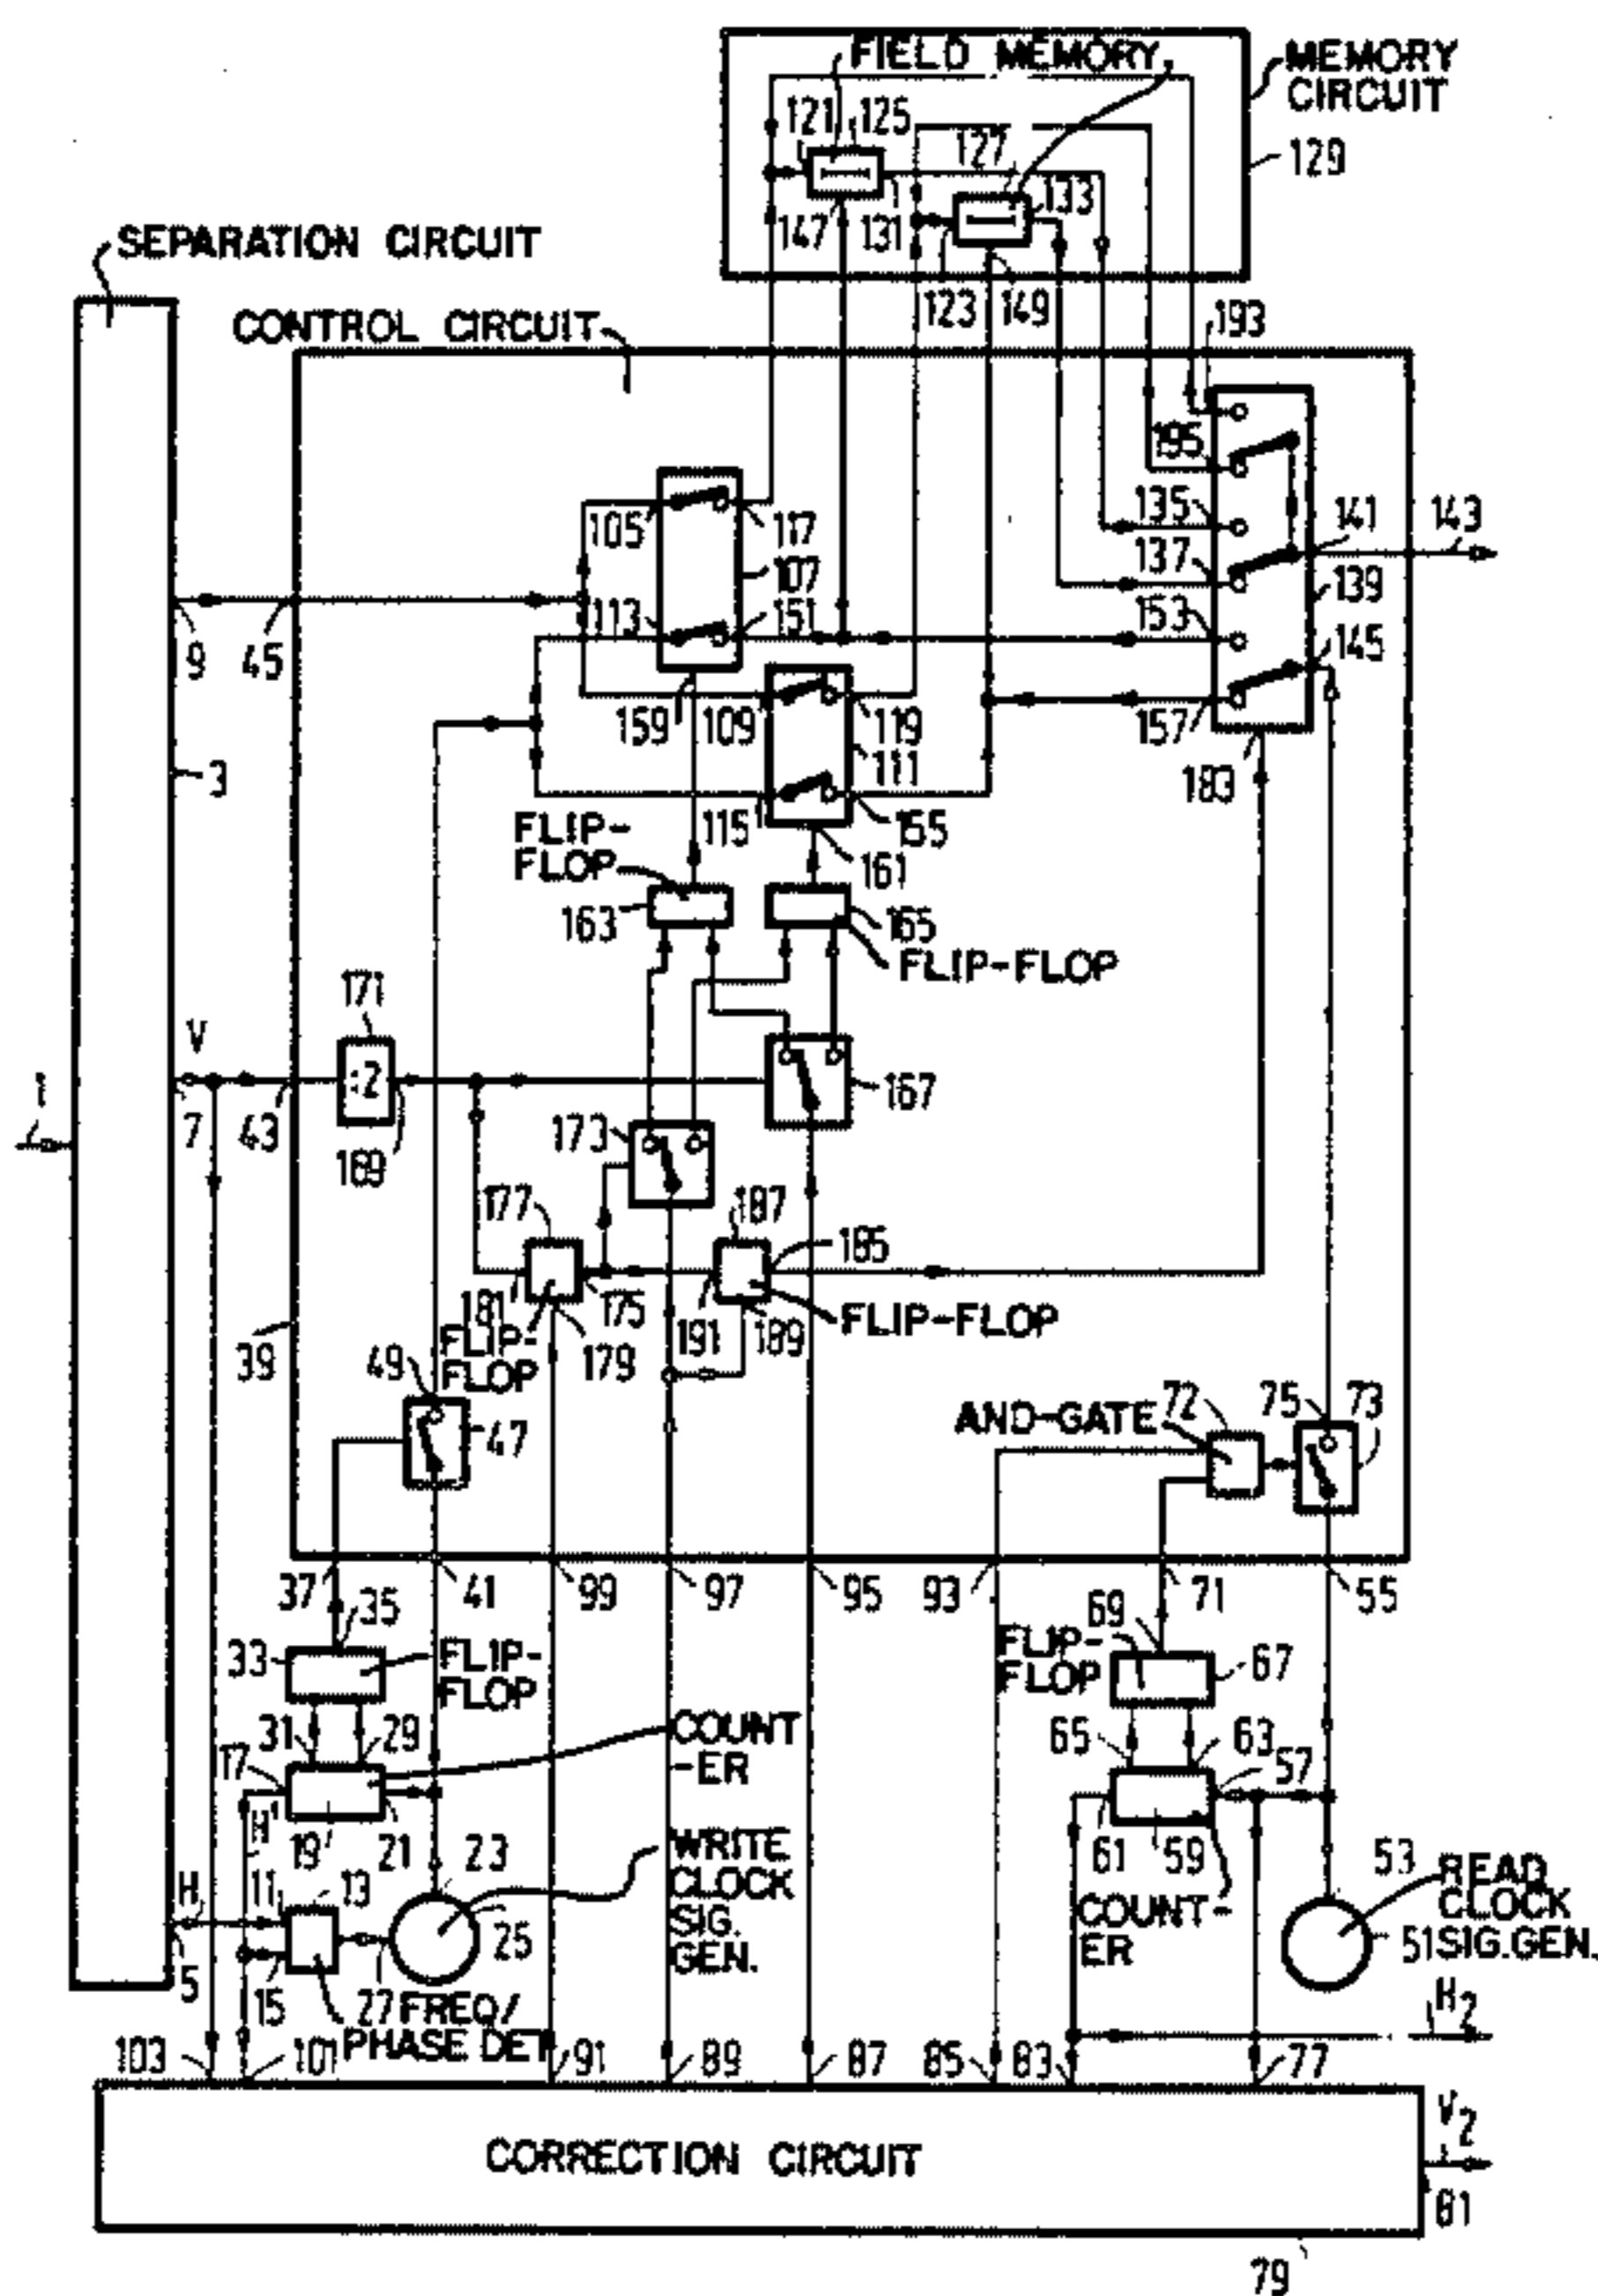 FIELD MEMORY
MEMORY
CIRCUIT
121 125
127
129
133
147 131
SEPARATION CIRCUIT
123 149
CONTROL CIRCUIT
193
195
105 117
135
141 143
137
107
139
113 151
153
9 45
145
159 109 119
157
3
111
183
115 155
FLIP-
FLOP
161
163 165
FLIP-FLOP
171
V
:2
167
1
7 43
173
169
177 187
185
181 175 191 189
FLIP-FLOP
FLIP-
FLOP
39
49 179
47
AND-GATE
72 75 73
37 41 99 97 95 93 71 55
35
69
33
FLIP-
FLOP
FLIP-
FLOP
67
31 29
COUNT
-ER
65 63
17
57
H'
19 21
61 59
23
WRITE
CLOCK
SIG.
GEN.
53
READ
CLOCK
SIG.GEN.
H
11 13
25
COUNT-
ER
51
5
15 27
FREQ/
PHASE DET
H2
103 101 91 89 87 85 83 77
V2
CORRECTION CIRCUIT
81
79